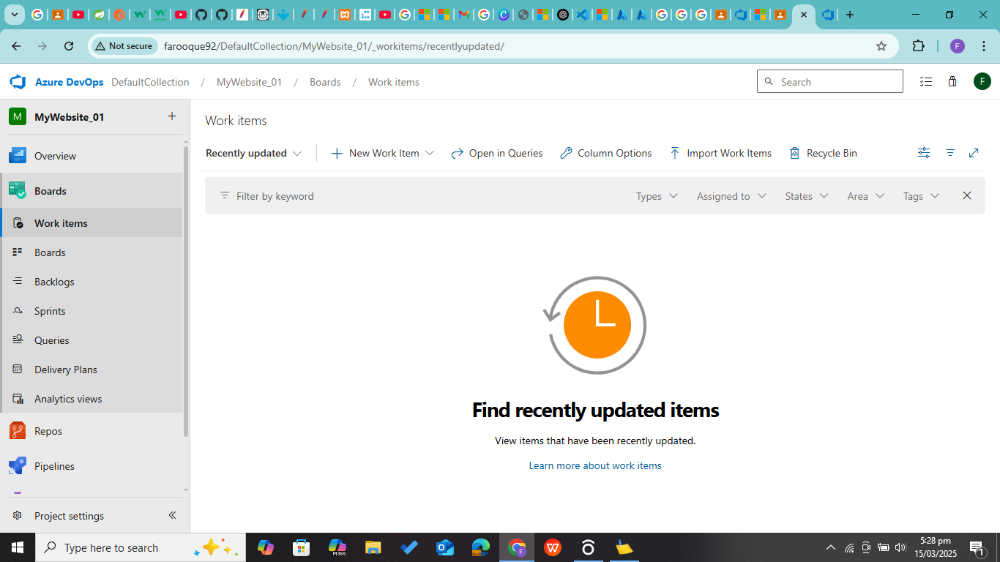 Not secure farooque92/DefaultCollection/MyWebsite_01/_workitems/recentlyupdated/ F
Azure DevOps DefaultCollection / MyWebsite_01 / Boards / Work items Search F
M MyWebsite_01
Work items
Overview
Recently updated New Work Item Open in Queries Column Options Import Work Items Recycle Bin
Boards
Filter by keyword Types Assigned to States Area Tags
Work items
Boards
Backlogs
Sprints
Queries
Delivery Plans
Analytics views
Find recently updated items
Repos
View items that have been recently updated.
Pipelines
Learn more about work items
Project settings
Type here to search M365 F 5:28 pm
15/03/2025 1